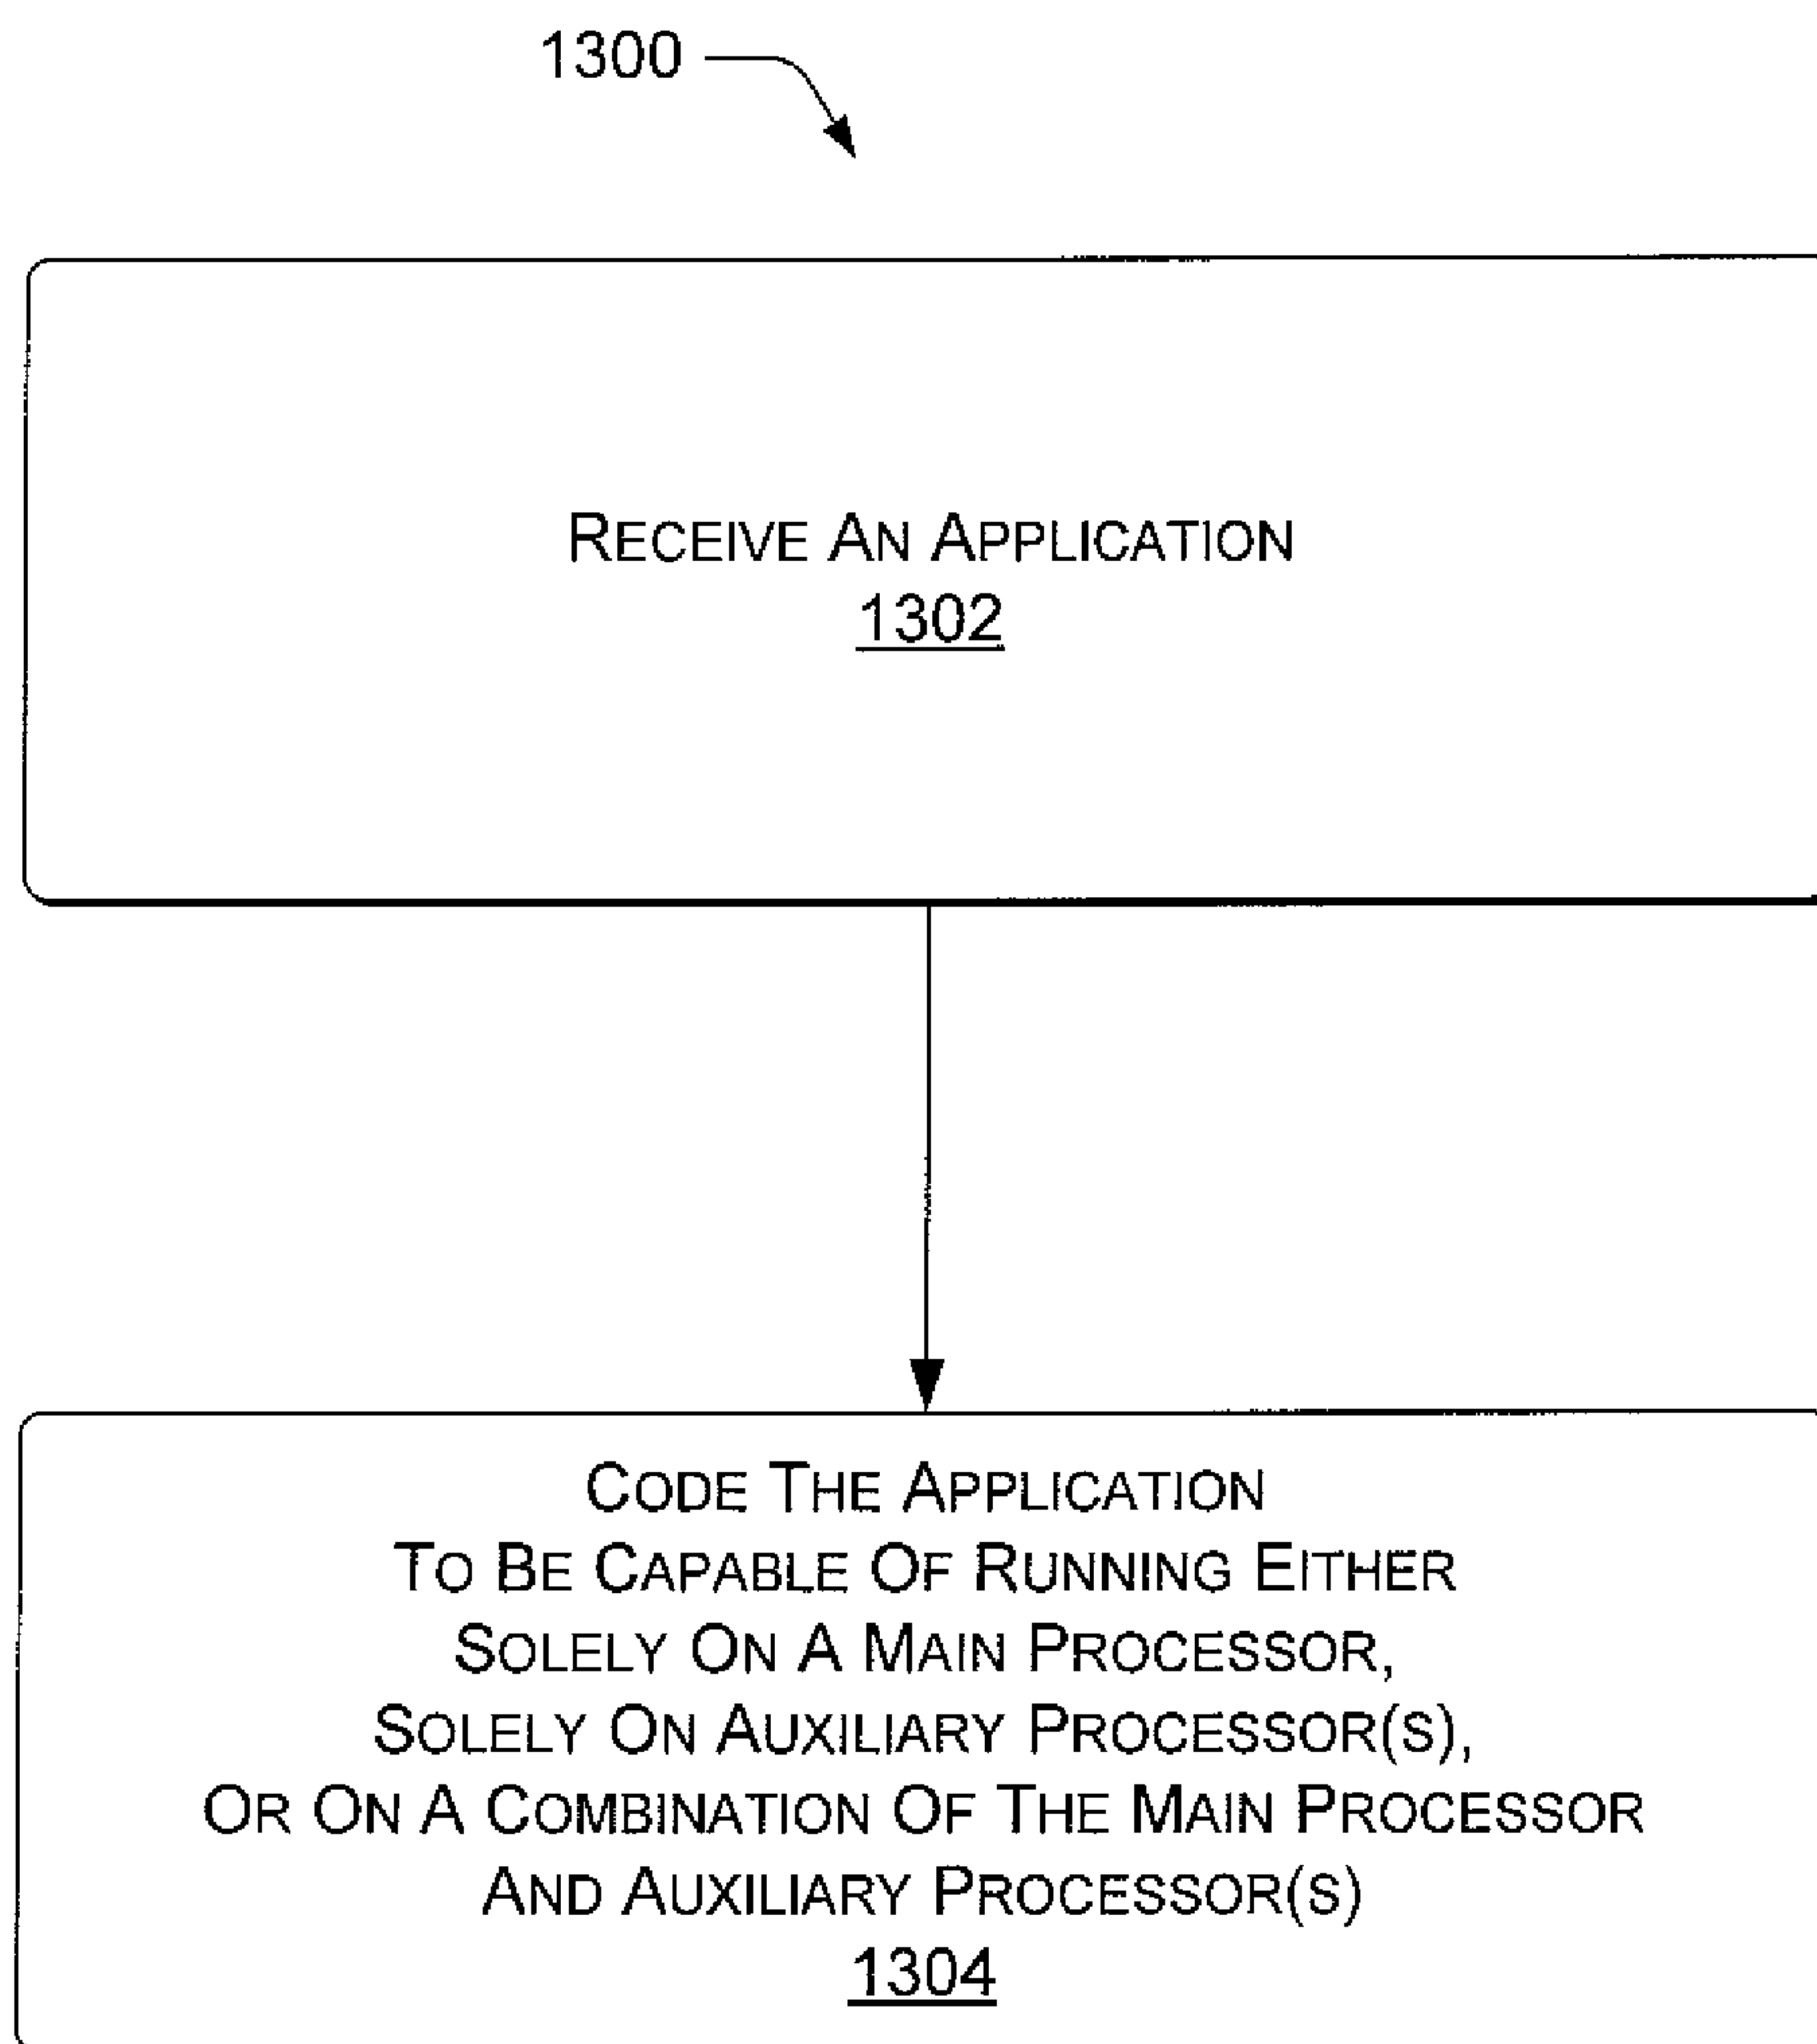 1300
RECEIVE AN APPLICATION
1302
CODE THE APPLICATION
TO BE CAPABLE OF RUNNING EITHER
SOLELY ON A MAIN PROCESSOR,
SOLELY ON AUXILIARY PROCESSOR(S),
OR ON A COMBINATION OF THE MAIN PROCESSOR
AND AUXILIARY PROCESSOR(S)
1304